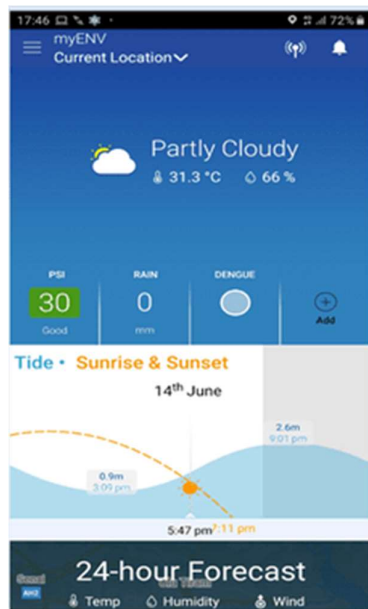 17:46 72%
myENV
Current Location
Partly Cloudy
31.3 °C 66 %
PSI RAIN DENGUE
30 0
Good mm Add
Tide • Sunrise & Sunset
14th June
2.6m
9:01 pm
0.9m
3:09 pm
5:47 pm 7:11 pm
24-hour Forecast
AH2
Temp Humidity Wind